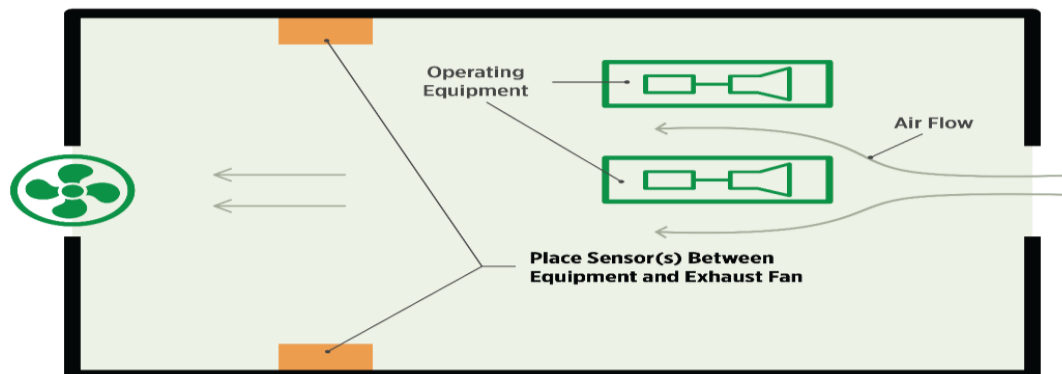 Operating
Equipment
Air Flow
Place Sensor(s) Between
Equipment and Exhaust Fan